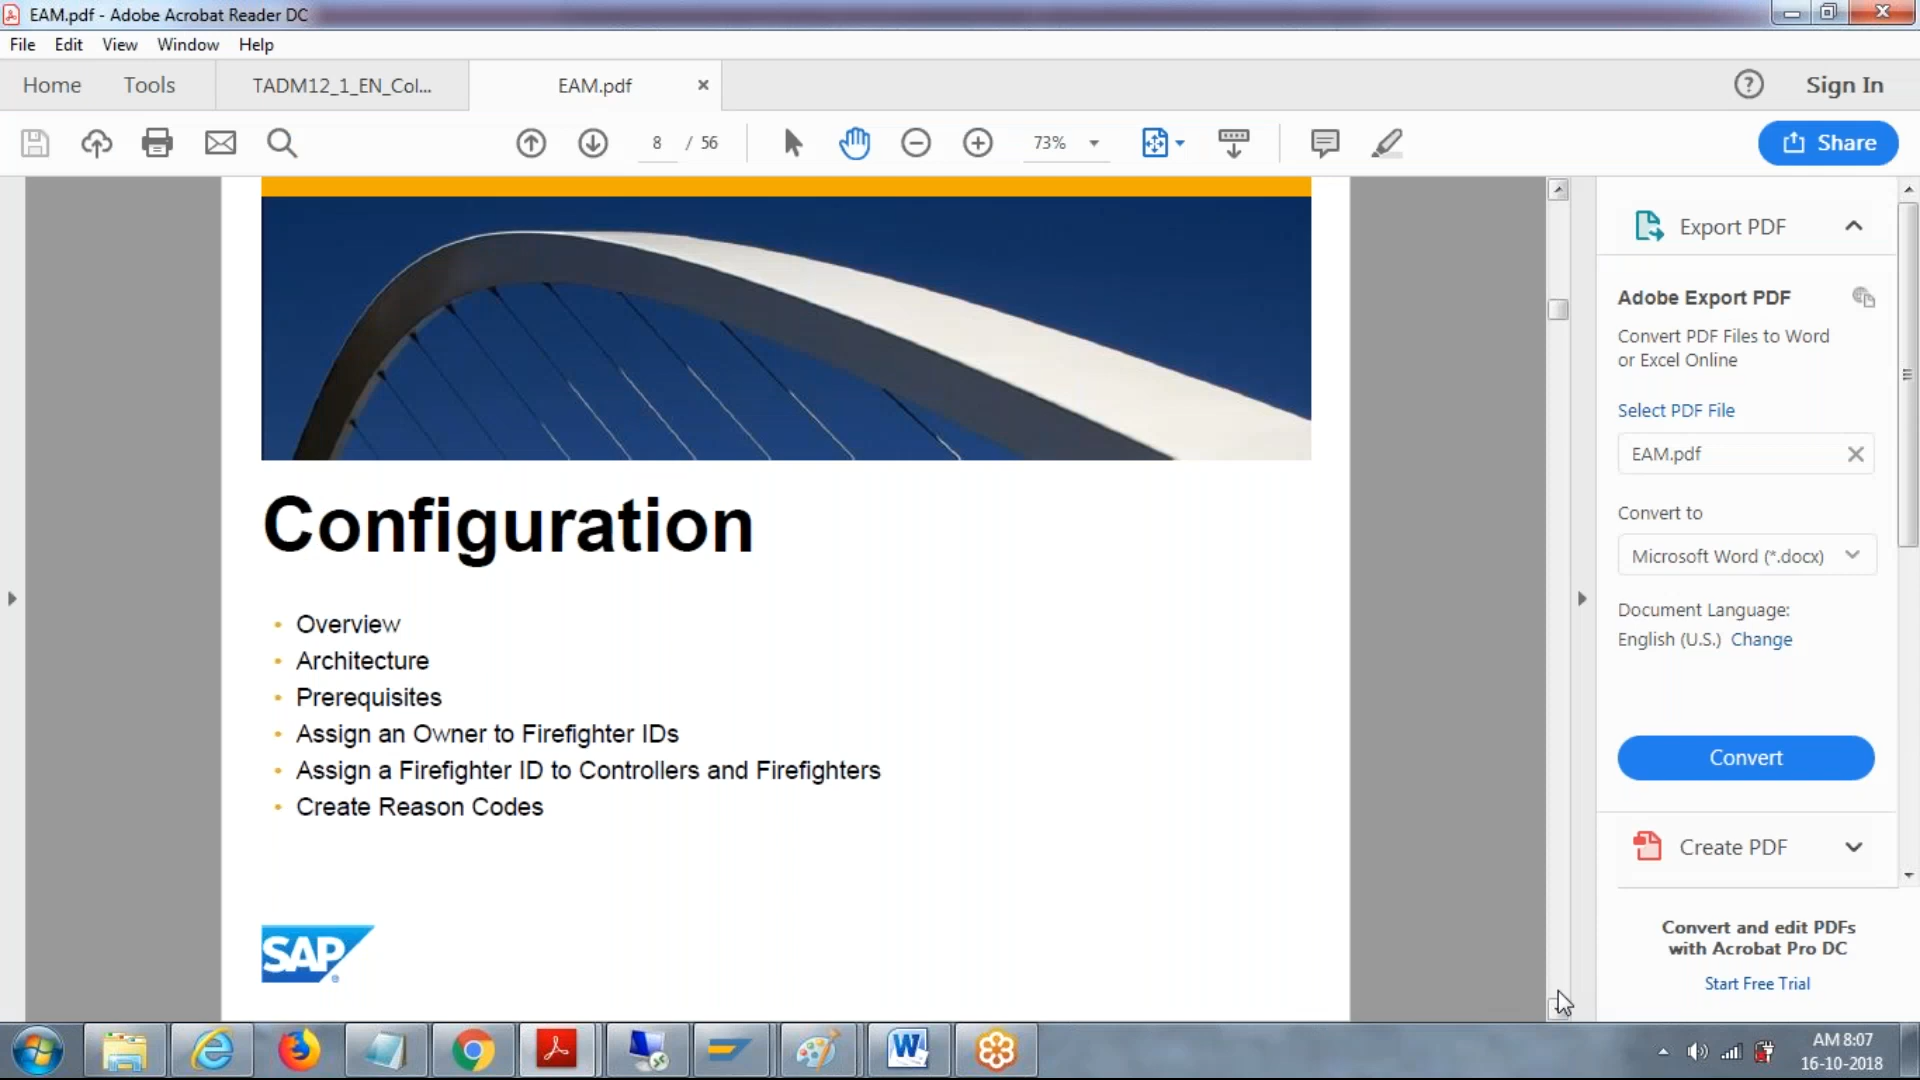 EAM.pdf - Adobe Acrobat Reader DC
File Edit View Window Help
Home Tools TADM12_1_EN_Col... EAM.pdf Sign In
8 / 56 73% Share
Export PDF
Adobe Export PDF
Convert PDF Files to Word
or Excel Online
Select PDF File
EAM.pdf
Convert to
Microsoft Word (*.docx)
Document Language:
English (U.S.) Change
Convert
Create PDF
Convert and edit PDFs
with Acrobat Pro DC
Start Free Trial
Configuration
• Overview
• Architecture
• Prerequisites
• Assign an Owner to Firefighter IDs
• Assign a Firefighter ID to Controllers and Firefighters
• Create Reason Codes
SAP®
AM 8:07
16-10-2018